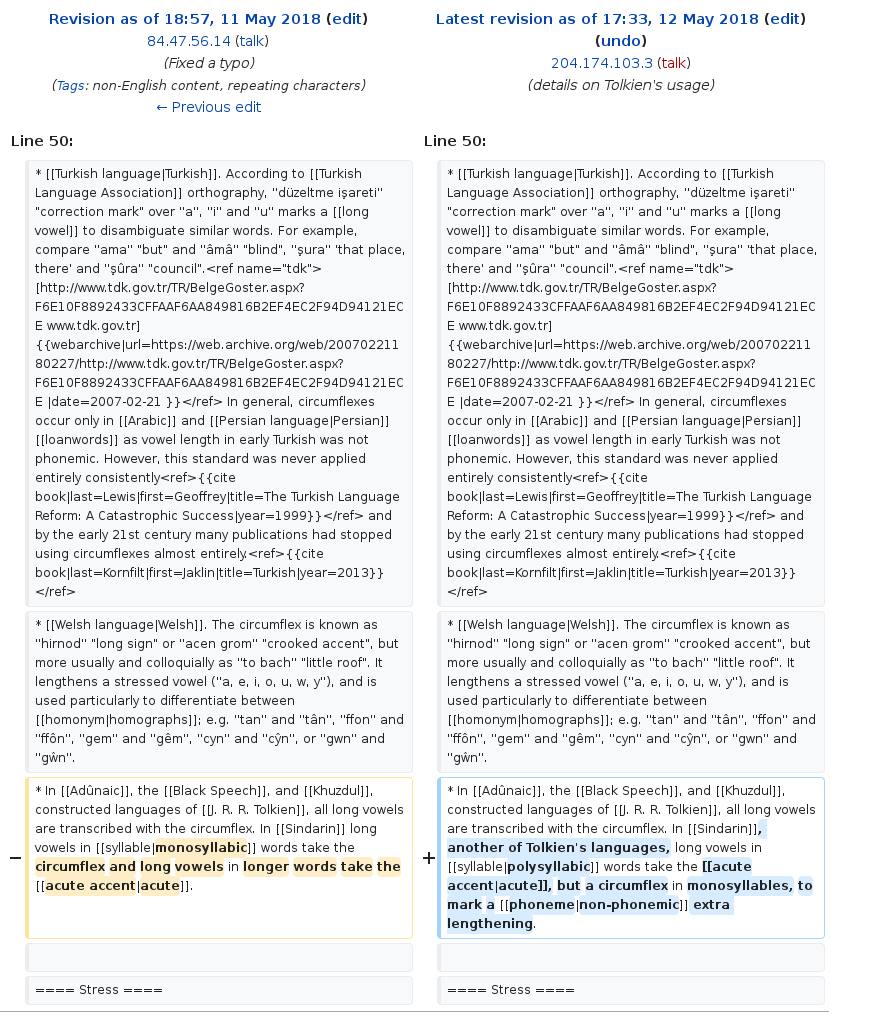 Revision as of 18:57, 11 May 2018 (edit)
84.47.56.14 (talk)
(Fixed a typo)
(Tags: non-English content, repeating characters)
← Previous edit
Latest revision as of 17:33, 12 May 2018 (edit)
(undo)
204.174.103.3 (talk)
(details on Tolkien's usage)
Line 50:
* [[Turkish language|Turkish]]. According to [[Turkish
Language Association]] orthography, ''düzeltme işareti''
"correction mark" over ''a'', ''i'' and ''u'' marks a [[long
vowel]] to disambiguate similar words. For example,
compare ''ama'' "but" and ''âmâ'' "blind", ''şura'' 'that place,
there' and ''şûra'' "council".<ref name="tdk">
[http://www.tdk.gov.tr/TR/BelgeGoster.aspx?
F6E10F8892433CFFAAF6AA849816B2EF4EC2F94D94121EC
E www.tdk.gov.tr]
{{webarchive|url=https://web.archive.org/web/200702211
80227/http://www.tdk.gov.tr/TR/BelgeGoster.aspx?
F6E10F8892433CFFAAF6AA849816B2EF4EC2F94D94121EC
E |date=2007-02-21 }}</ref> In general, circumflexes
occur only in [[Arabic]] and [[Persian language|Persian]]
[[loanwords]] as vowel length in early Turkish was not
phonemic. However, this standard was never applied
entirely consistently<ref>{{cite
book|last=Lewis|first=Geoffrey|title=The Turkish Language
Reform: A Catastrophic Success|year=1999}}</ref> and
by the early 21st century many publications had stopped
using circumflexes almost entirely.<ref>{{cite
book|last=Kornfilt|first=Jaklin|title=Turkish|year=2013}}
</ref>
* [[Welsh language|Welsh]]. The circumflex is known as
''hirnod'' "long sign" or ''acen grom'' "crooked accent", but
more usually and colloquially as ''to bach'' "little roof". It
lengthens a stressed vowel (''a, e, i, o, u, w, y''), and is
used particularly to differentiate between
[[homonym|homographs]]; e.g. ''tan'' and ''tân'', ''ffon'' and
''ffôn'', ''gem'' and ''gêm'', ''cyn'' and ''cŷn'', or ''gwn'' and
''gŵn''.
−
* In [[Adûnaic]], the [[Black Speech]], and [[Khuzdul]],
constructed languages of [[J. R. R. Tolkien]], all long vowels
are transcribed with the circumflex. In [[Sindarin]] long
vowels in [[syllable|monosyllabic]] words take the
circumflex and long vowels in longer words take the
[[acute accent|acute]].
==== Stress ====
Line 50:
* [[Turkish language|Turkish]]. According to [[Turkish
Language Association]] orthography, ''düzeltme işareti''
"correction mark" over ''a'', ''i'' and ''u'' marks a [[long
vowel]] to disambiguate similar words. For example,
compare ''ama'' "but" and ''âmâ'' "blind", ''şura'' 'that place,
there' and ''şûra'' "council".<ref name="tdk">
[http://www.tdk.gov.tr/TR/BelgeGoster.aspx?
F6E10F8892433CFFAAF6AA849816B2EF4EC2F94D94121EC
E www.tdk.gov.tr]
{{webarchive|url=https://web.archive.org/web/200702211
80227/http://www.tdk.gov.tr/TR/BelgeGoster.aspx?
F6E10F8892433CFFAAF6AA849816B2EF4EC2F94D94121EC
E |date=2007-02-21 }}</ref> In general, circumflexes
occur only in [[Arabic]] and [[Persian language|Persian]]
[[loanwords]] as vowel length in early Turkish was not
phonemic. However, this standard was never applied
entirely consistently<ref>{{cite
book|last=Lewis|first=Geoffrey|title=The Turkish Language
Reform: A Catastrophic Success|year=1999}}</ref> and
by the early 21st century many publications had stopped
using circumflexes almost entirely.<ref>{{cite
book|last=Kornfilt|first=Jaklin|title=Turkish|year=2013}}
</ref>
* [[Welsh language|Welsh]]. The circumflex is known as
''hirnod'' "long sign" or ''acen grom'' "crooked accent", but
more usually and colloquially as ''to bach'' "little roof". It
lengthens a stressed vowel (''a, e, i, o, u, w, y''), and is
used particularly to differentiate between
[[homonym|homographs]]; e.g. ''tan'' and ''tân'', ''ffon'' and
''ffôn'', ''gem'' and ''gêm'', ''cyn'' and ''cŷn'', or ''gwn'' and
''gŵn''.
+
* In [[Adûnaic]], the [[Black Speech]], and [[Khuzdul]],
constructed languages of [[J. R. R. Tolkien]], all long vowels
are transcribed with the circumflex. In [[Sindarin]],
another of Tolkien's languages, long vowels in
[[syllable|polysyllabic]] words take the [[acute
accent|acute]], but a circumflex in monosyllables, to
mark a [[phoneme|non-phonemic]] extra
lengthening.
==== Stress ====